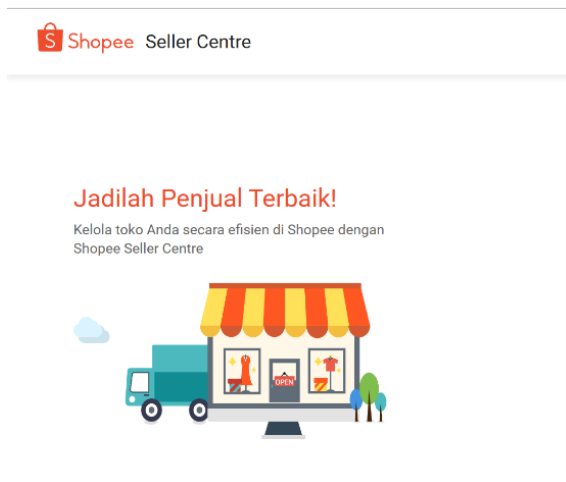 Shopee Seller Centre
Jadilah Penjual Terbaik!
Kelola toko Anda secara efisien di Shopee dengan
Shopee Seller Centre
OPEN